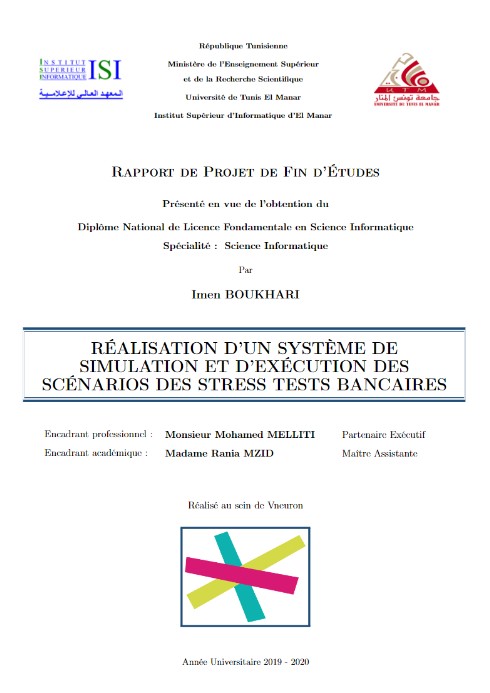 République Tunisienne
Ministère de l'Enseignement Supérieur
et de la Recherche Scientifique
Université de Tunis El Manar
Institut Supérieur d'Informatique d'El Manar
INSTITUT
SUPERIEUR
INFORMATIQUE
ISI
المعهد العالي للإعلامية
UTM
جامعة تونس المنار
UNIVERSITÉ DE TUNIS EL MANAR
RAPPORT DE PROJET DE FIN D'ÉTUDES
Présenté en vue de l'obtention du
Diplôme National de Licence Fondamentale en Science Informatique
Spécialité : Science Informatique
Par
Imen BOUKHARI
RÉALISATION D'UN SYSTÈME DE
SIMULATION ET D'EXÉCUTION DES
SCÉNARIOS DES STRESS TESTS BANCAIRES
Encadrant professionnel : Monsieur Mohamed MELLITI Partenaire Exécutif
Encadrant académique : Madame Rania MZID Maître Assistante
Réalisé au sein de Vneuron
Année Universitaire 2019 - 2020